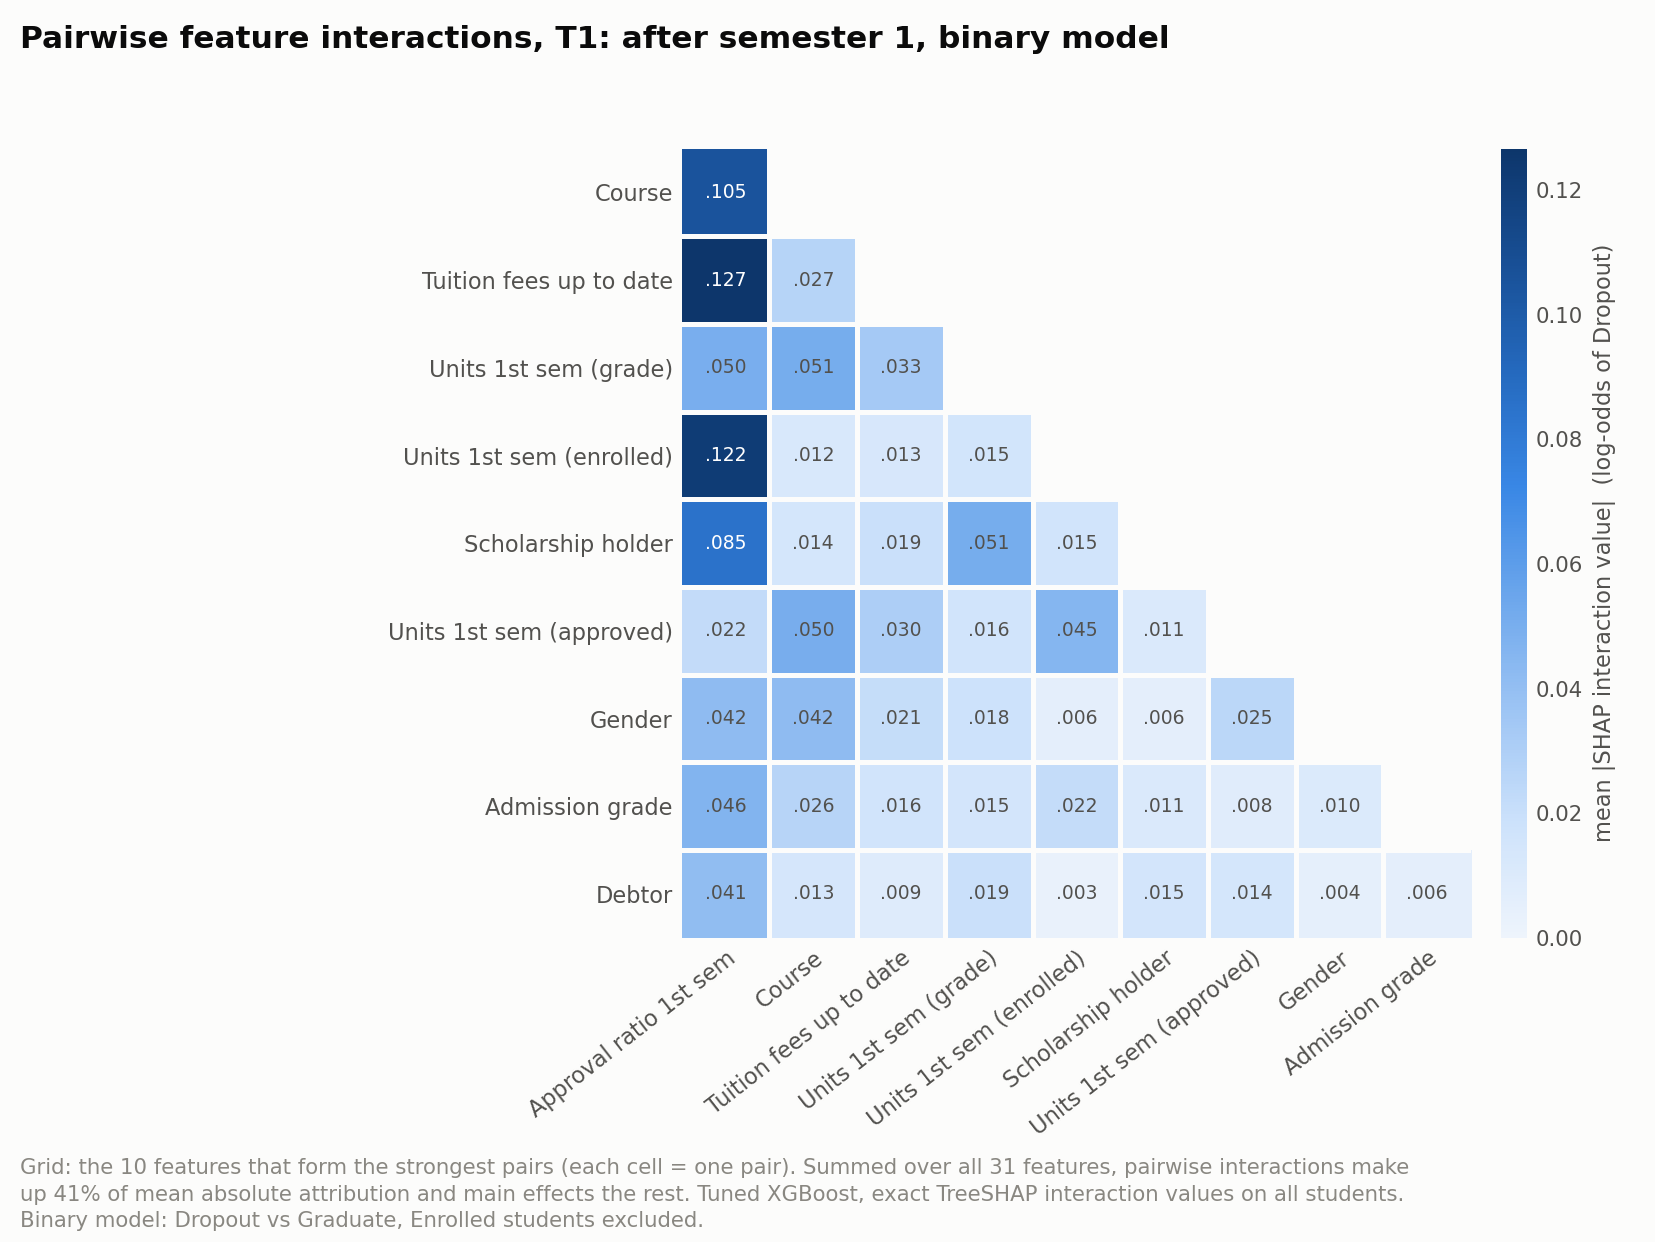 Pairwise feature interactions, T1: after semester 1, binary model
Course
.105
Tuition fees up to date
.127 .027
Units 1st sem (grade)
.050 .051 .033
Units 1st sem (enrolled)
.122 .012 .013 .015
Scholarship holder
.085 .014 .019 .051 .015
Units 1st sem (approved)
.022 .050 .030 .016 .045 .011
Gender
.042 .042 .021 .018 .006 .006 .025
Admission grade
.046 .026 .016 .015 .022 .011 .008 .010
Debtor
.041 .013 .009 .019 .003 .015 .014 .004 .006
Approval ratio 1st sem
Course
Tuition fees up to date
Units 1st sem (grade)
Units 1st sem (enrolled)
Scholarship holder
Units 1st sem (approved)
Gender
Admission grade
0.12
0.10
0.08
0.06
0.04
0.02
0.00
mean |SHAP interaction value| (log-odds of Dropout)
Grid: the 10 features that form the strongest pairs (each cell = one pair). Summed over all 31 features, pairwise interactions make
up 41% of mean absolute attribution and main effects the rest. Tuned XGBoost, exact TreeSHAP interaction values on all students.
Binary model: Dropout vs Graduate, Enrolled students excluded.